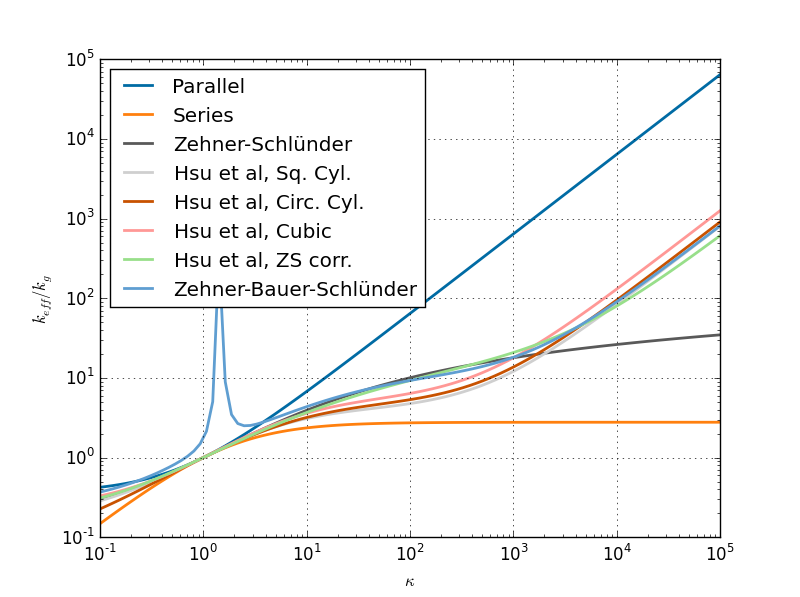 10^5
10^4
10^3
10^2
10^1
10^0
10^-1
k_eff/k_g
Parallel
Series
Zehner-Schlünder
Hsu et al, Sq. Cyl.
Hsu et al, Circ. Cyl.
Hsu et al, Cubic
Hsu et al, ZS corr.
Zehner-Bauer-Schlünder
10^-1 10^0 10^1 10^2 10^3 10^4 10^5
κ